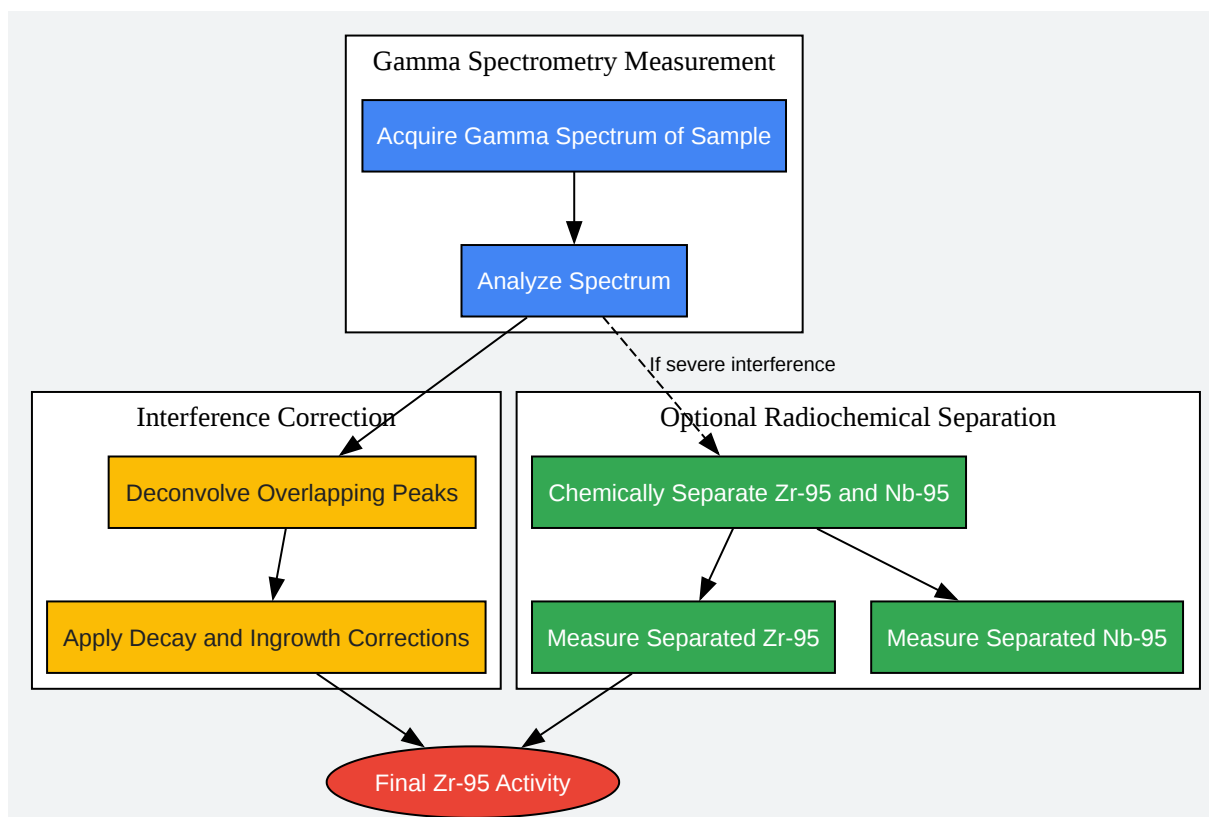 Gamma Spectrometry Measurement
Acquire Gamma Spectrum of Sample
Analyze Spectrum
If severe interference
Interference Correction
Optional Radiochemical Separation
Deconvolve Overlapping Peaks
Chemically Separate Zr-95 and Nb-95
Apply Decay and Ingrowth Corrections
Measure Separated Zr-95
Measure Separated Nb-95
Final Zr-95 Activity